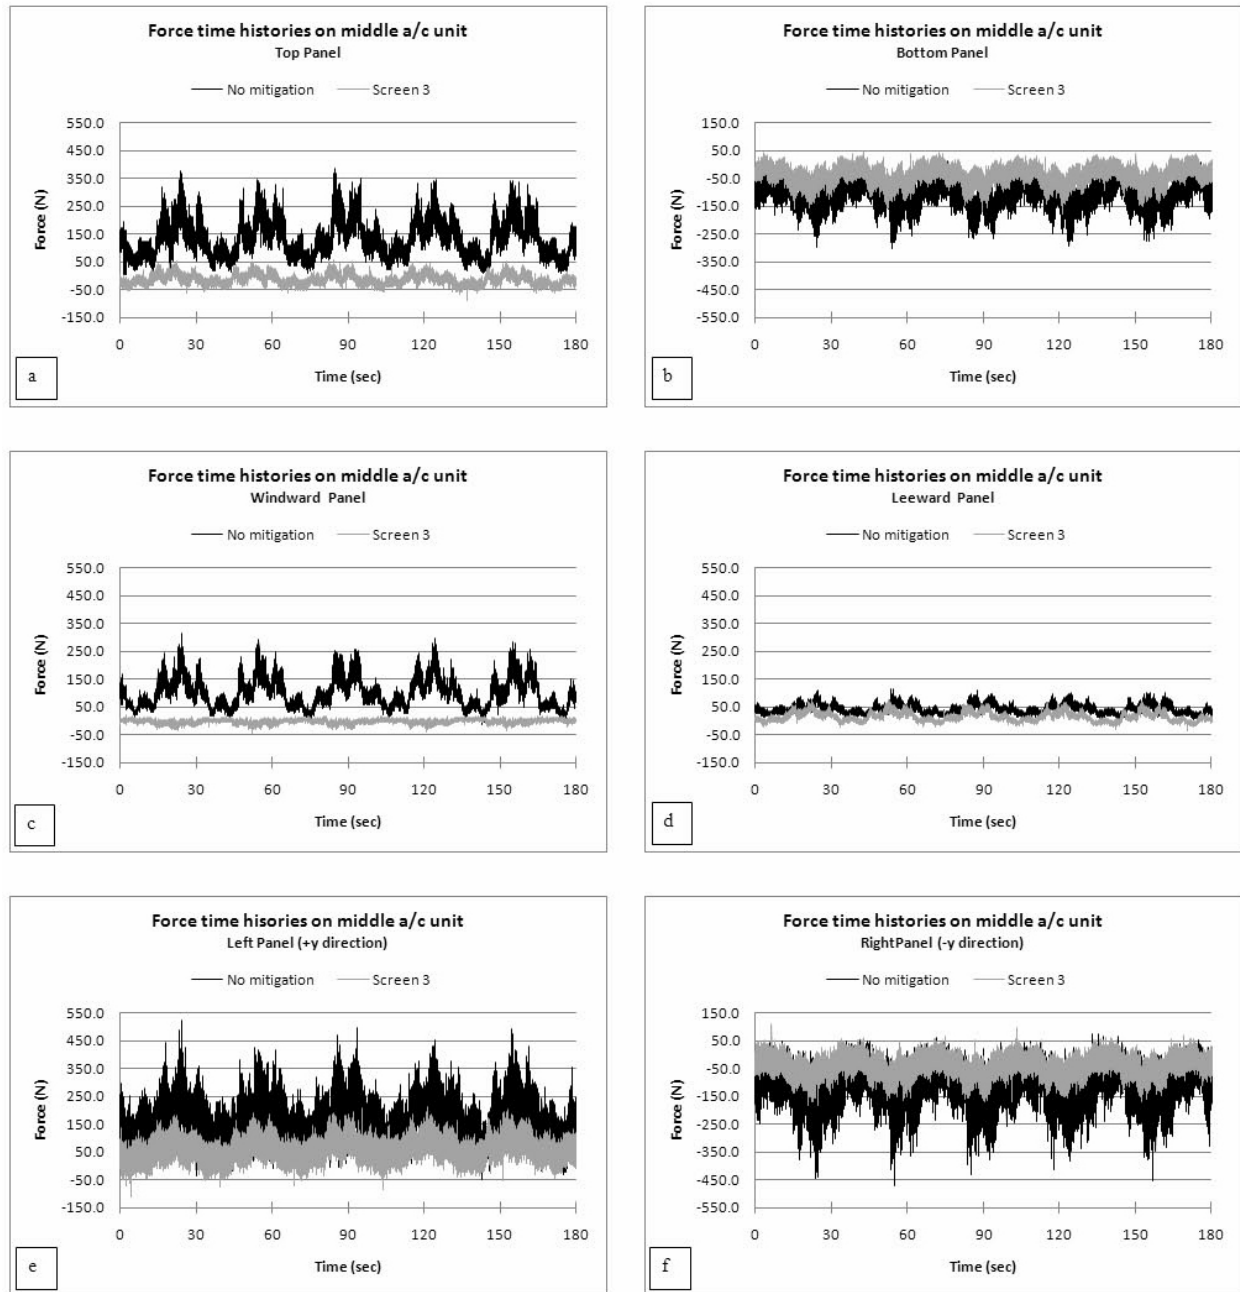 Force time histories on middle a/c unit
Top Panel
No mitigation Screen 3
550.0
450.0
350.0
250.0
150.0
50.0
-50.0
-150.0
Force (N)
0 30 60 90 120 150 180
Time (sec)
a
Force time histories on middle a/c unit
Bottom Panel
No mitigation Screen 3
150.0
50.0
-50.0
-150.0
-250.0
-350.0
-450.0
-550.0
Force (N)
0 30 60 90 120 150 180
Time (sec)
b
Force time histories on middle a/c unit
Windward Panel
No mitigation Screen 3
550.0
450.0
350.0
250.0
150.0
50.0
-50.0
-150.0
Force (N)
0 30 60 90 120 150 180
Time (sec)
c
Force time histories on middle a/c unit
Leeward Panel
No mitigation Screen 3
550.0
450.0
350.0
250.0
150.0
50.0
-50.0
-150.0
Force (N)
0 30 60 90 120 150 180
Time (sec)
d
Force time hisories on middle a/c unit
Left Panel (+y direction)
No mitigation Screen 3
550.0
450.0
350.0
250.0
150.0
50.0
-50.0
-150.0
Force (N)
0 30 60 90 120 150 180
Time (sec)
e
Force time histories on middle a/c unit
RightPanel (-y direction)
No mitigation Screen 3
150.0
50.0
-50.0
-150.0
-250.0
-350.0
-450.0
-550.0
Force (N)
0 30 60 90 120 150 180
Time (sec)
f